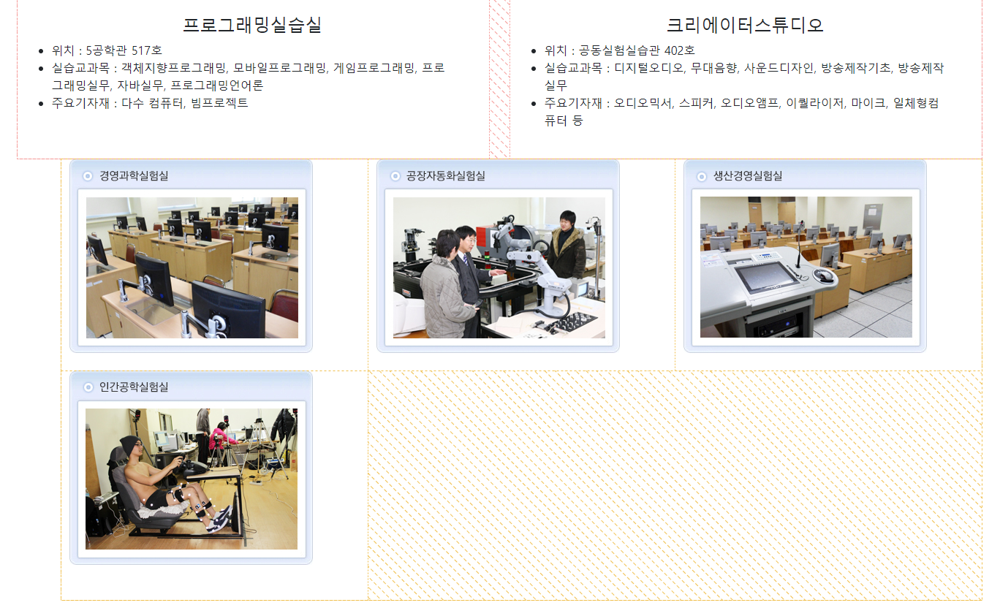 프로그래밍실습실
위치 : 5공학관 517호
실습교과목 : 객체지향프로그래밍, 모바일프로그래밍, 게임프로그래밍, 프로
그래밍실무, 자바실무, 프로그래밍언어론
주요기자재 : 다수 컴퓨터, 빔프로젝트
크리에이터스튜디오
위치 : 공동실험실습관 402호
실습교과목 : 디지털오디오, 무대음향, 사운드디자인, 방송제작기초, 방송제작
실무
주요기자재 : 오디오믹서, 스피커, 오디오앰프, 이퀄라이저, 마이크, 일체형컴
퓨터 등
경영과학실험실
공장자동화실험실
생산경영실험실
인간공학실험실